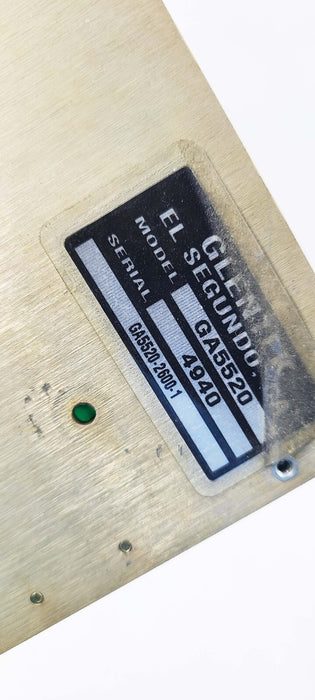 EL SEGUNDO,
MODEL GA5520
SERIAL 4940
GA5520-2600-1